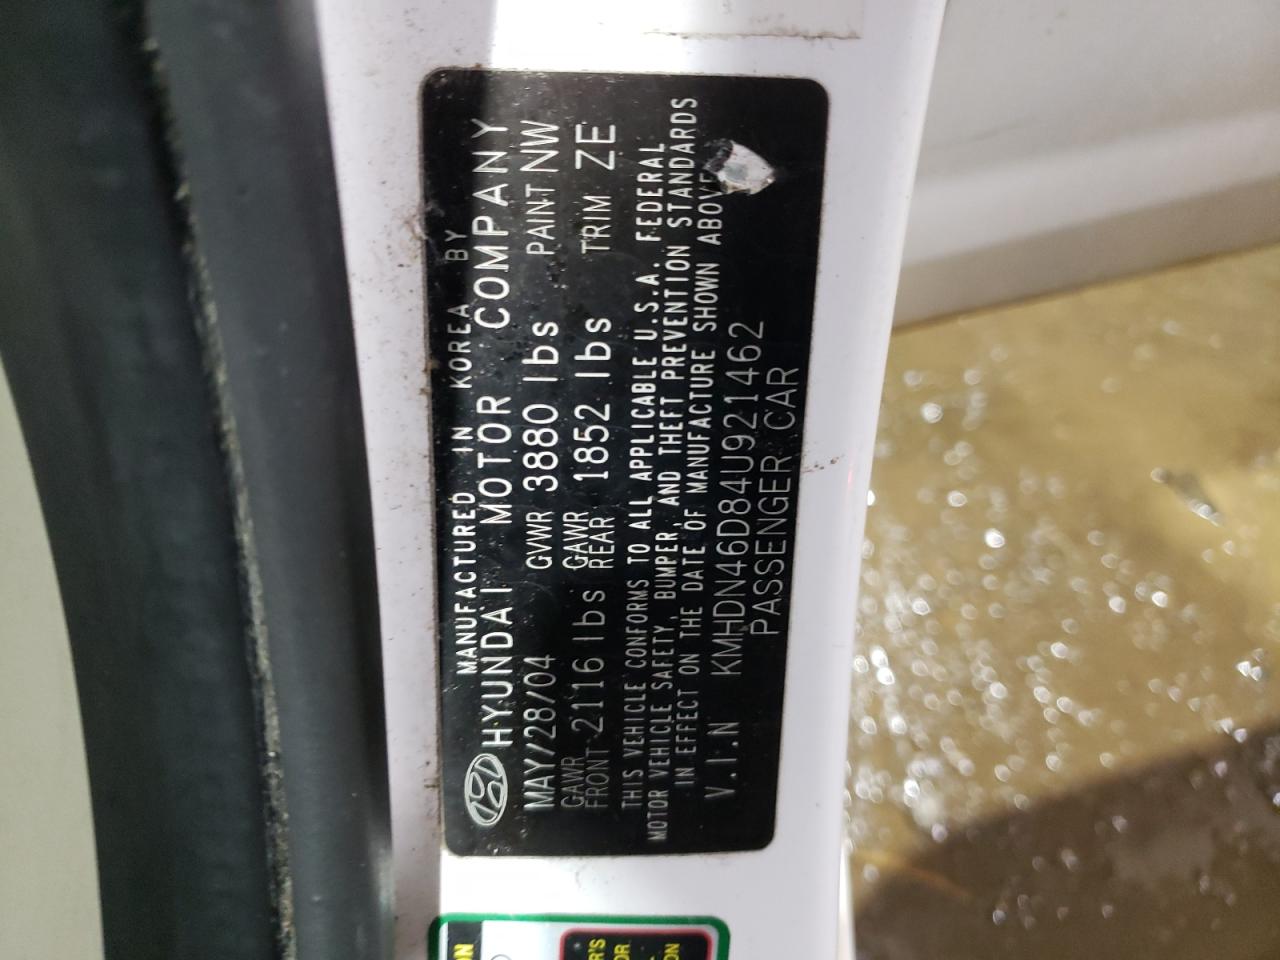 MANUFACTURED IN KOREA BY
HYUNDAI MOTOR COMPANY
MAY/28/04 GVWR 3880 lbs PAINT NW
GAWR FRONT 2116 lbs GAWR REAR 1852 lbs TRIM ZE
THIS VEHICLE CONFORMS TO ALL APPLICABLE U.S.A. FEDERAL
MOTOR VEHICLE SAFETY, BUMPER, AND THEFT PREVENTION STANDARDS
IN EFFECT ON THE DATE OF MANUFACTURE SHOWN ABOVE
V.I.N KMHDN46D84U921462
PASSENGER CAR